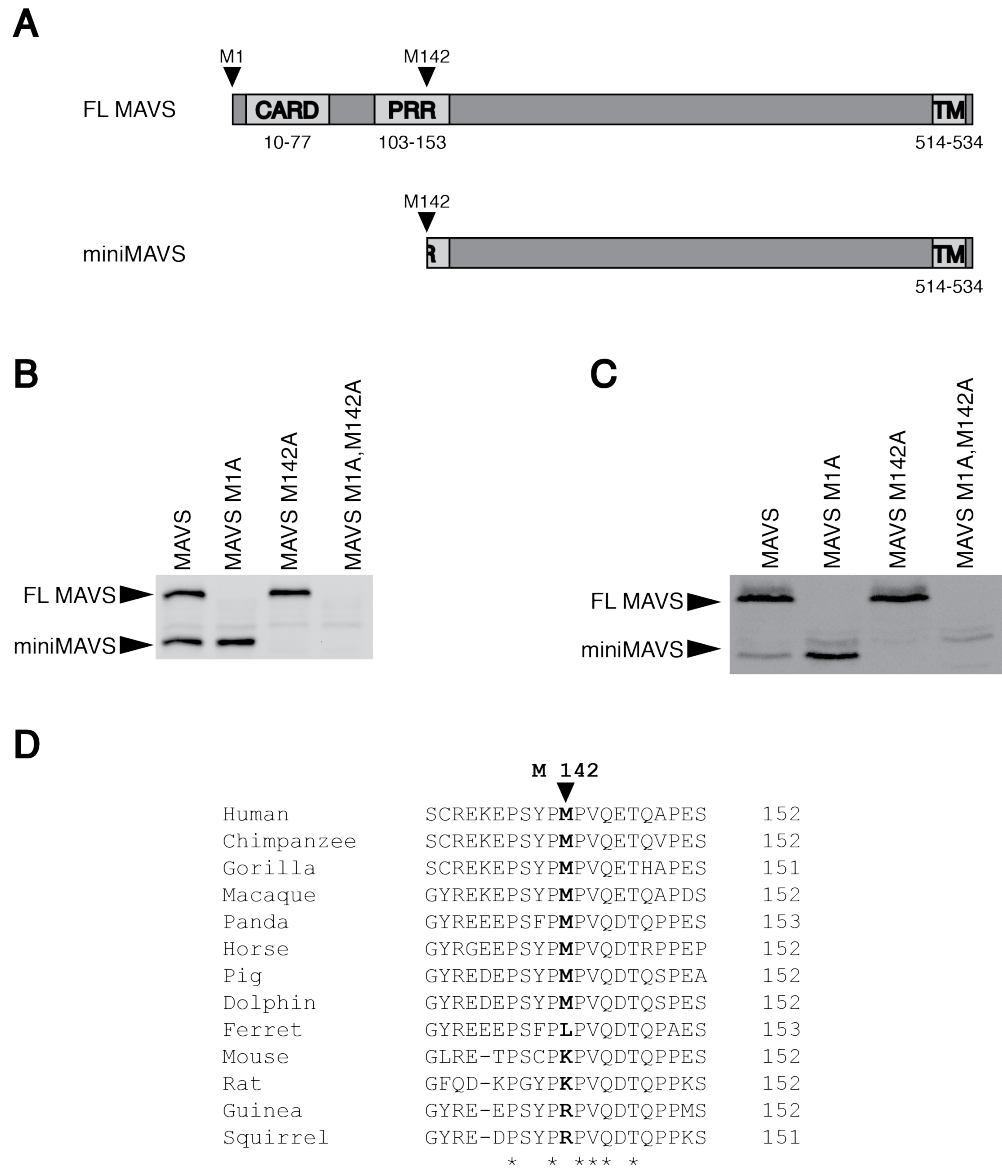 A
M1 M142
FL MAVS CARD PRR TM
10-77 103-153 514-534
M142
miniMAVS R TM
514-534
B
MAVS
MAVS M1A
MAVS M142A
MAVS M1A,M142A
FL MAVS
miniMAVS
C
MAVS
MAVS M1A
MAVS M142A
MAVS M1A,M142A
FL MAVS
miniMAVS
D
M 142
Human SCREKEPSYPMPVQETQAPES 152
Chimpanzee SCREKEPSYPMPVQETQVPES 152
Gorilla SCREKEPSYPMPVQETHAPES 151
Macaque GYREKEPSYPMPVQETQAPDS 152
Panda GYREEEPSFPMPVQDTQPPES 153
Horse GYRGEEPSYPMPVQDTRPPEP 152
Pig GYREDEPSYPMPVQDTQSPEA 152
Dolphin GYREDEPSYPMPVQDTQSPES 152
Ferret GYREEEPSFPLPVQDTQPAES 153
Mouse GLRE-TPSCPKPVQDTQPPES 152
Rat GFQD-KPGYPKPVQDTQPPKS 152
Guinea GYRE-EPSYPRPVQDTQPPMS 152
Squirrel GYRE-DPSYPRPVQDTQPPKS 151
* * *** *